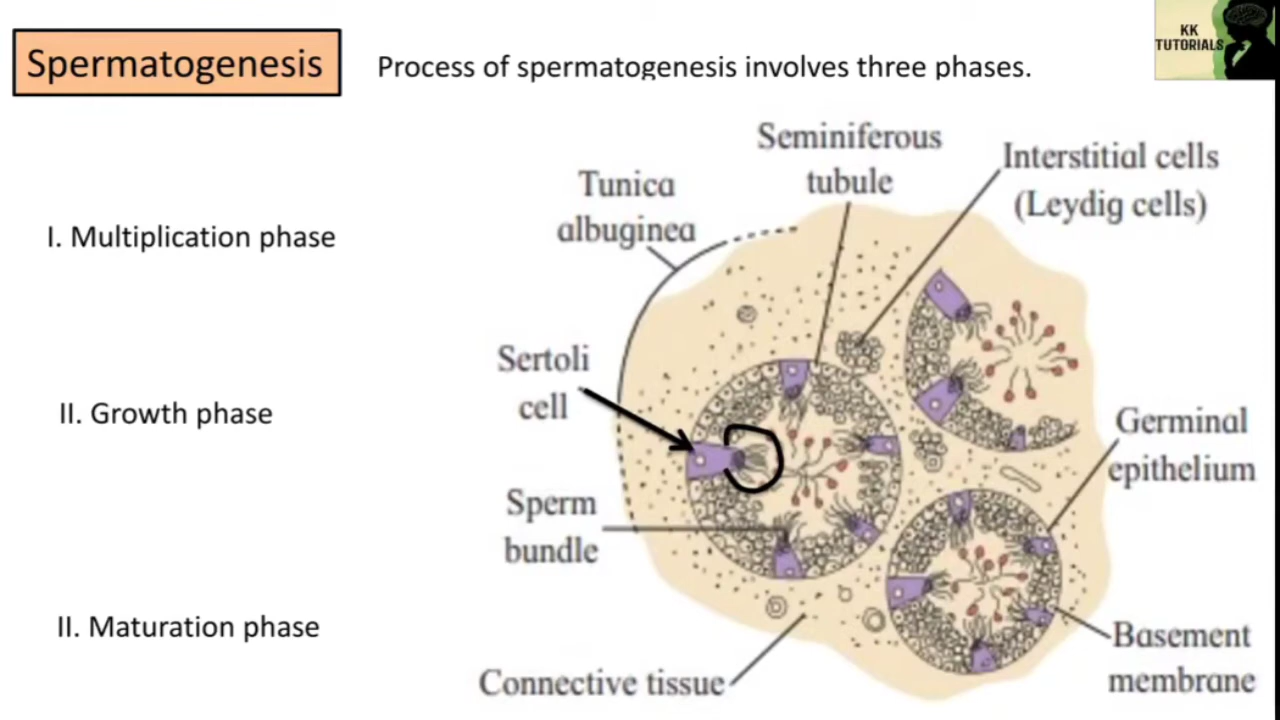 Spermatogenesis
Process of spermatogenesis involves three phases.
KK
TUTORIALS
I. Multiplication phase
II. Growth phase
II. Maturation phase
Seminiferous
tubule
Interstitial cells
(Leydig cells)
Tunica
albuginea
Sertoli
cell
Germinal
epithelium
Sperm
bundle
Basement
membrane
Connective tissue